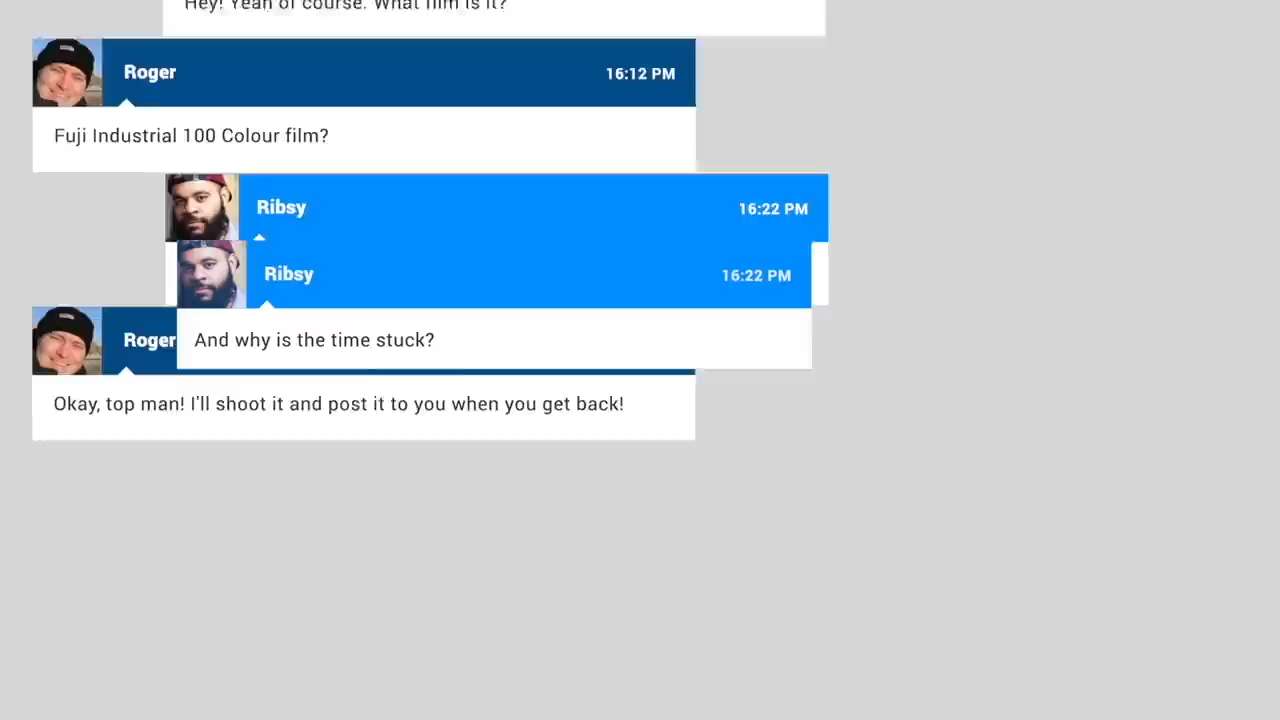 Hey! Yeah of course. What film is it?
Roger 16:12 PM
Fuji Industrial 100 Colour film?
Ribsy 16:22 PM
Ribsy 16:22 PM
And why is the time stuck?
Roger
Okay, top man! I'll shoot it and post it to you when you get back!